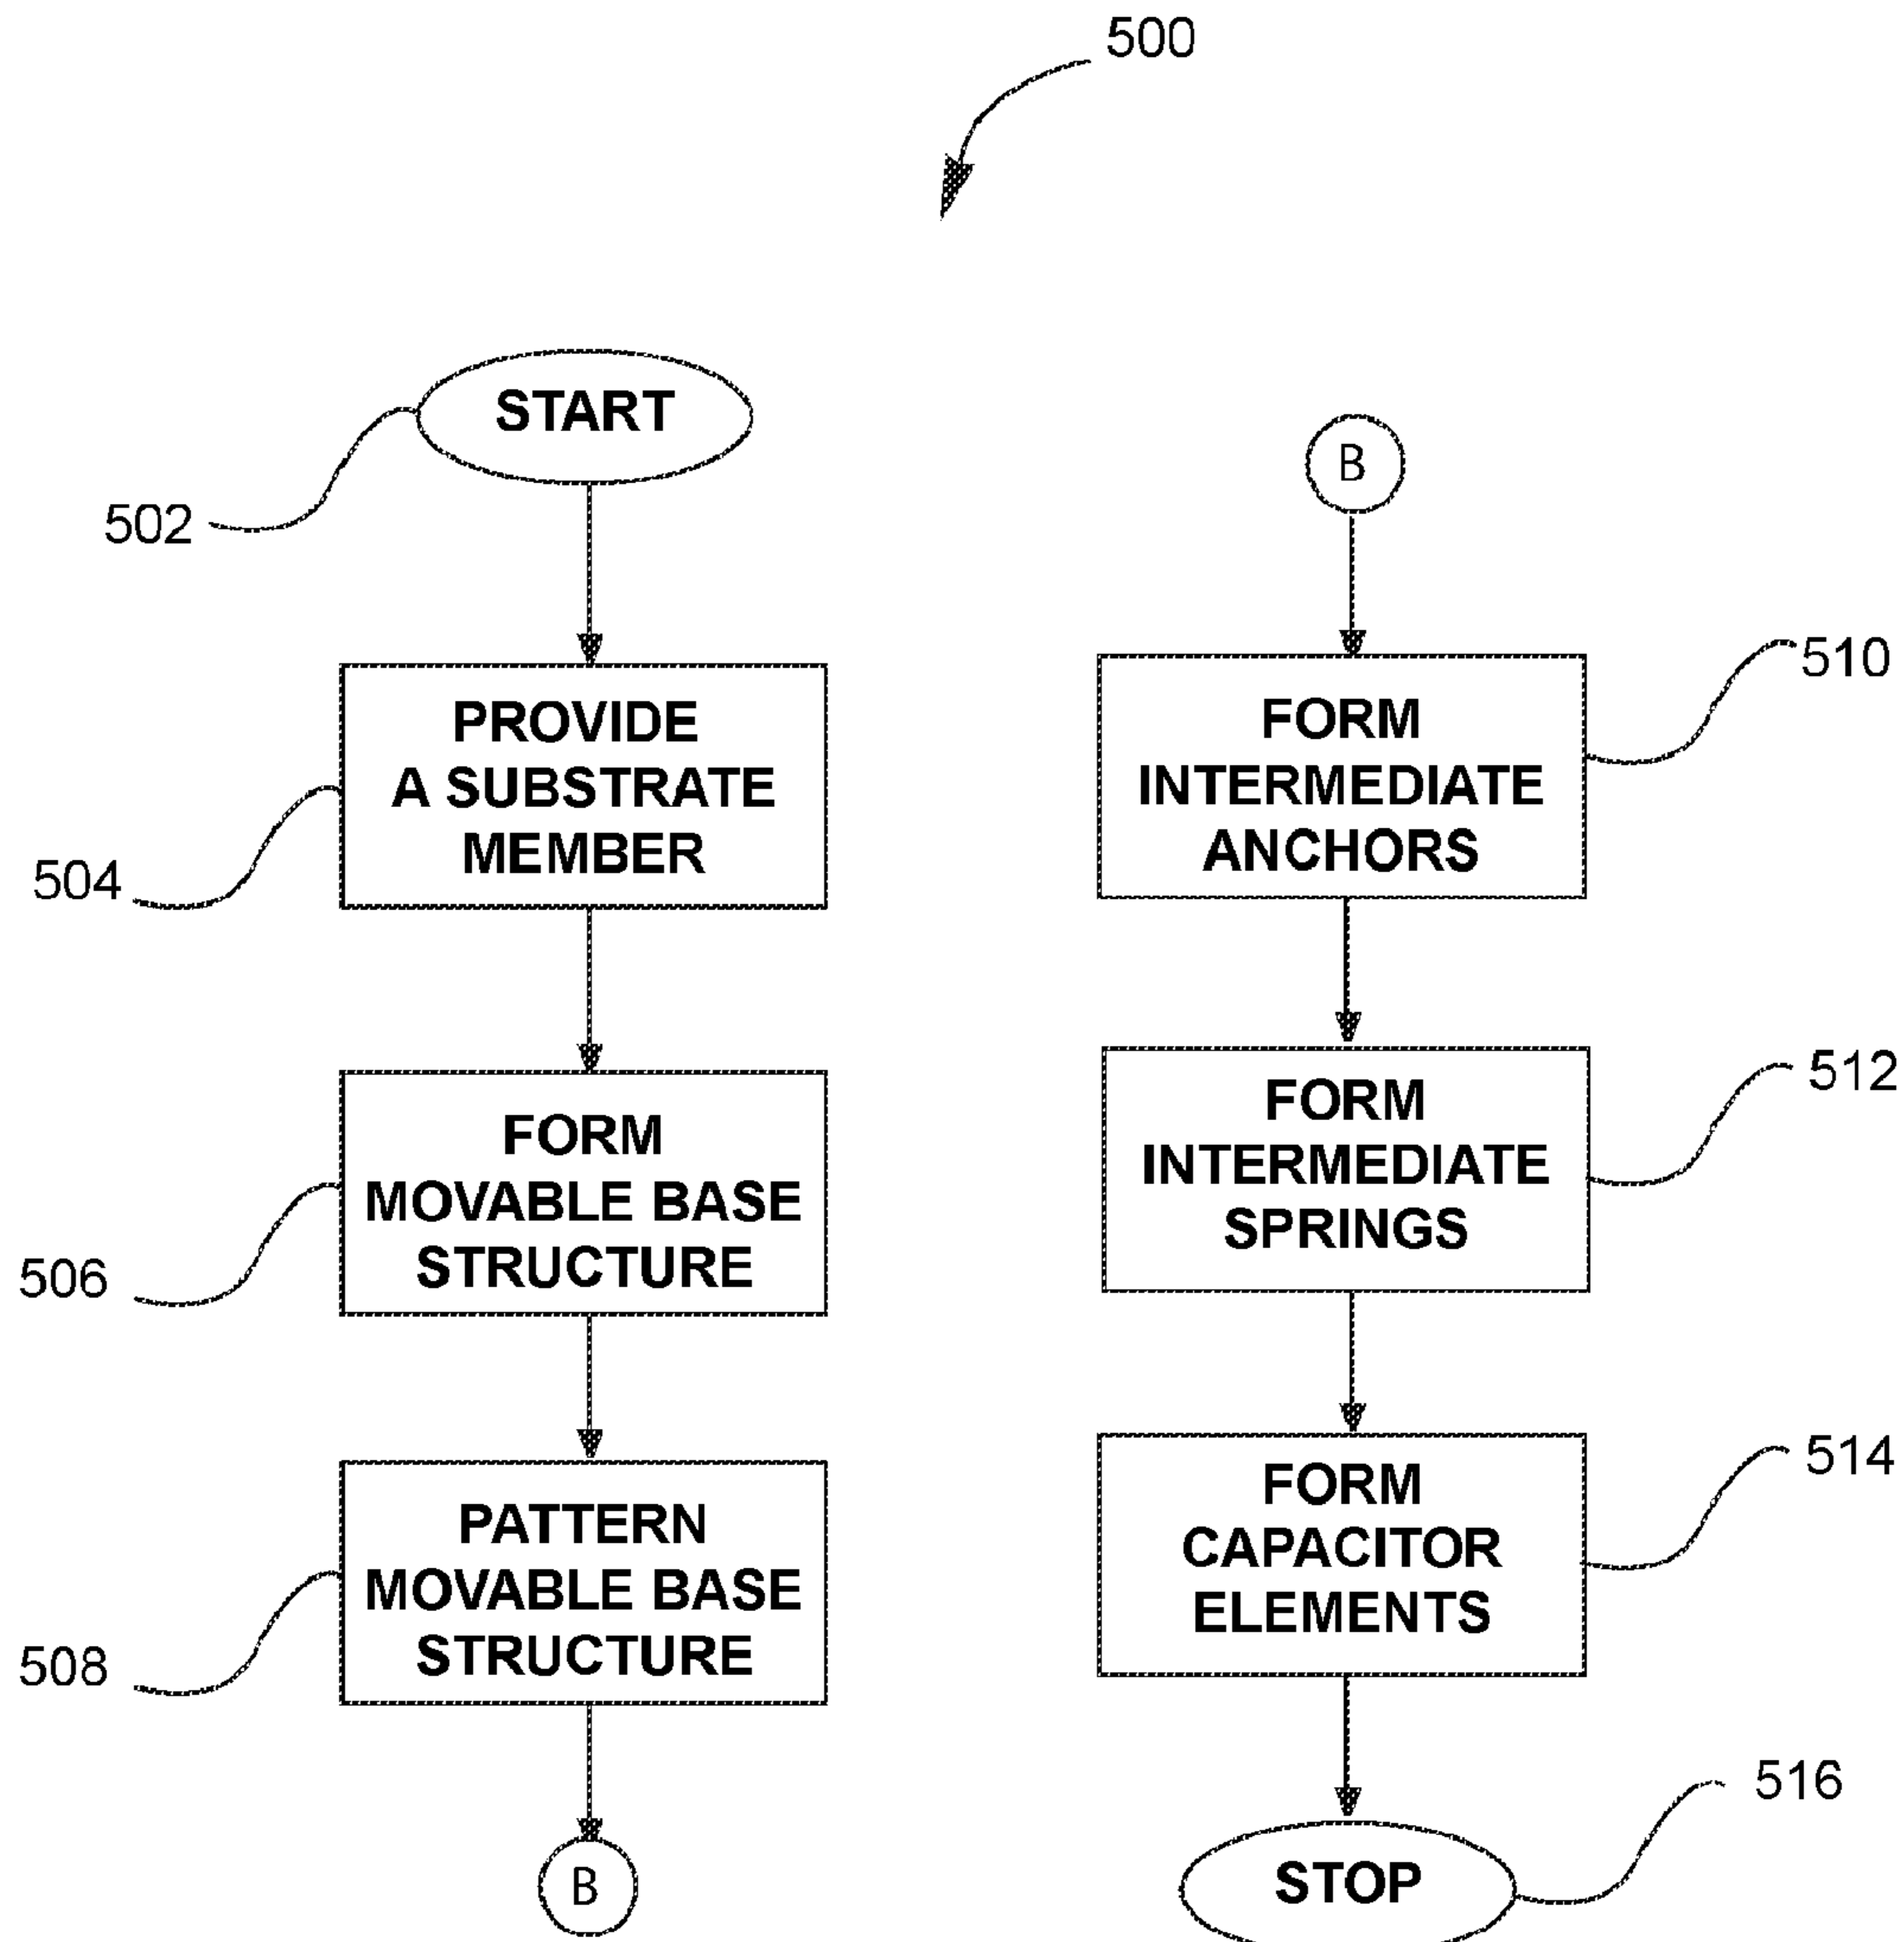 500
START
502
PROVIDE
A SUBSTRATE
MEMBER
504
FORM
MOVABLE BASE
STRUCTURE
506
PATTERN
MOVABLE BASE
STRUCTURE
508
B
B
FORM
INTERMEDIATE
ANCHORS
510
FORM
INTERMEDIATE
SPRINGS
512
FORM
CAPACITOR
ELEMENTS
514
STOP
516